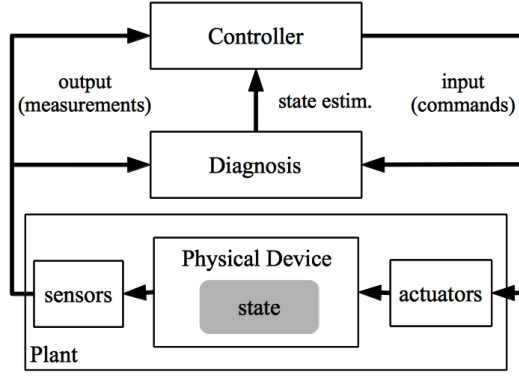 Controller
output
(measurements)
input
(commands)
state estim.
Diagnosis
Physical Device
sensors
state
actuators
Plant